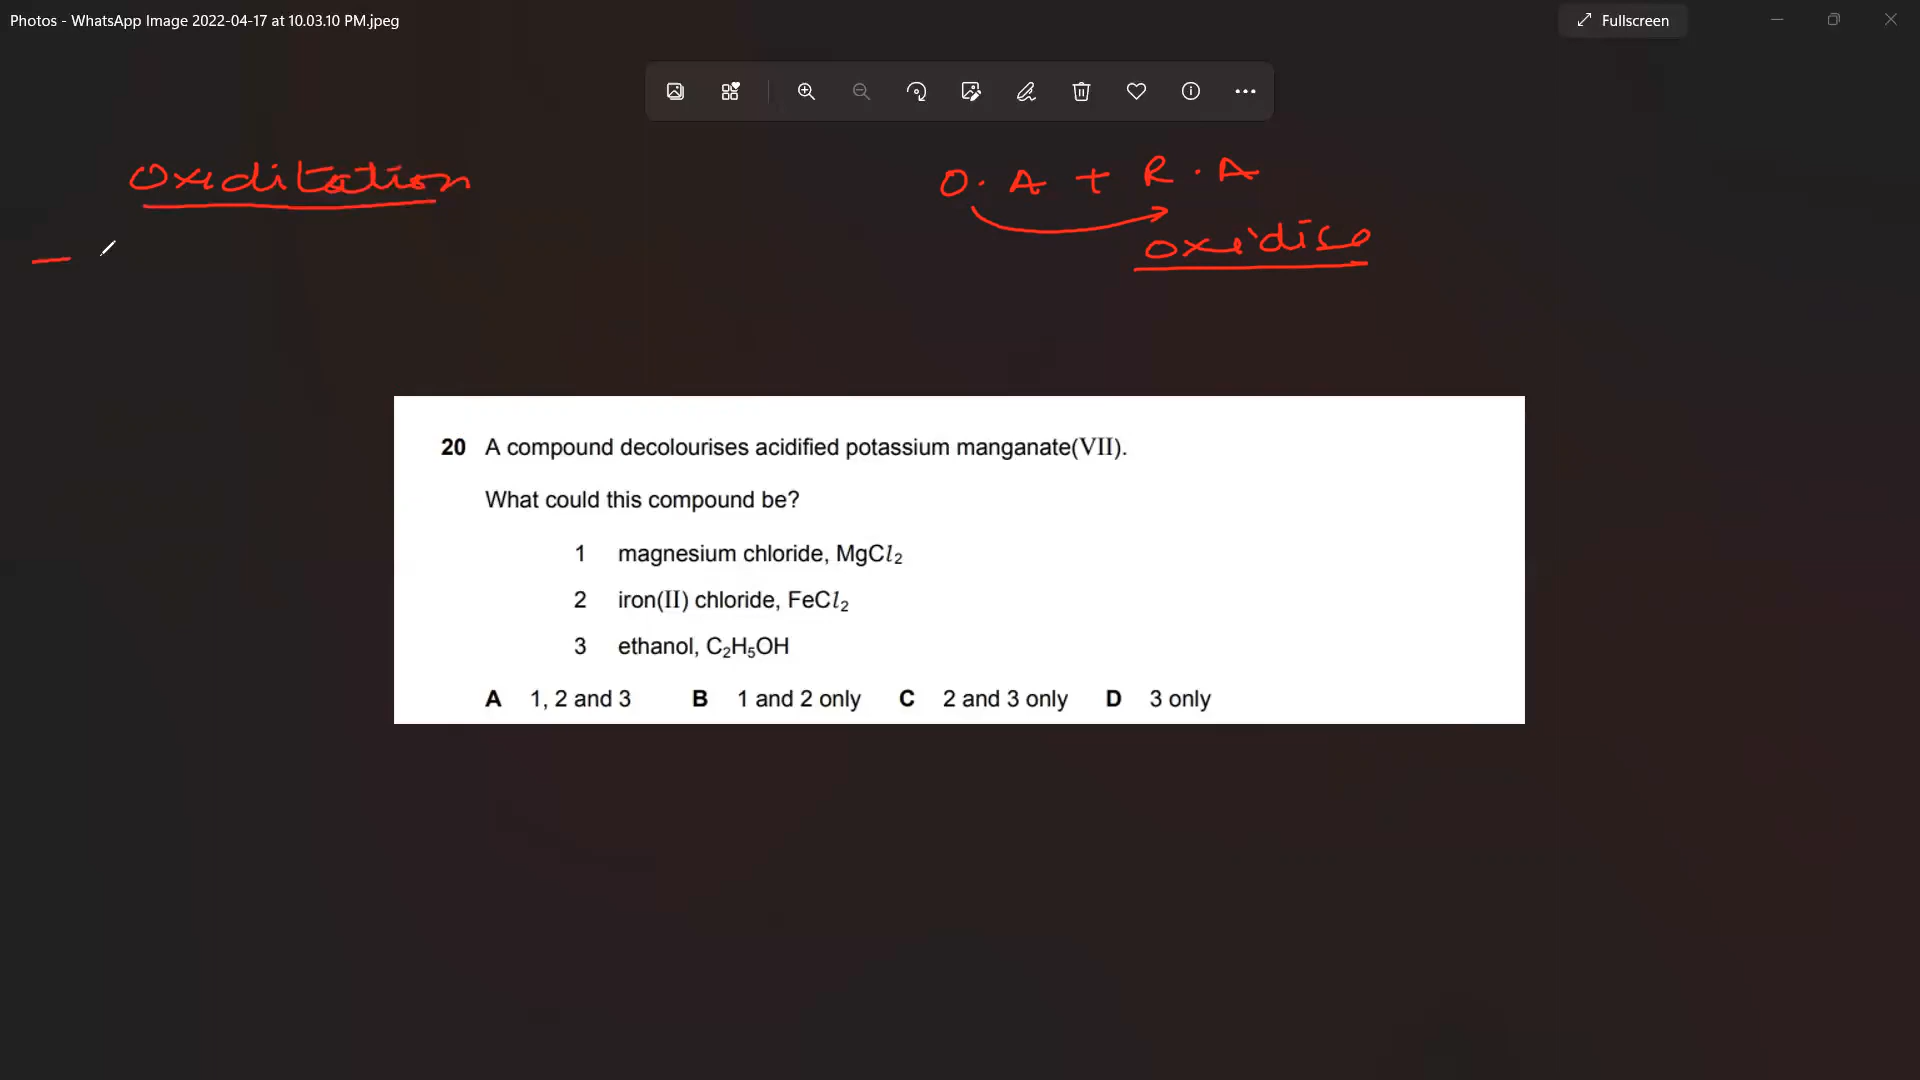 Photos - WhatsApp Image 2022-04-17 at 10.03.10 PM.jpeg
Fullscreen
Oxiditation
O. A + R. A
oxidise
20 A compound decolourises acidified potassium manganate(VII).
What could this compound be?
1 magnesium chloride, MgCl₂
2 iron(II) chloride, FeCl₂
3 ethanol, C₂H₅OH
A 1, 2 and 3 B 1 and 2 only C 2 and 3 only D 3 only